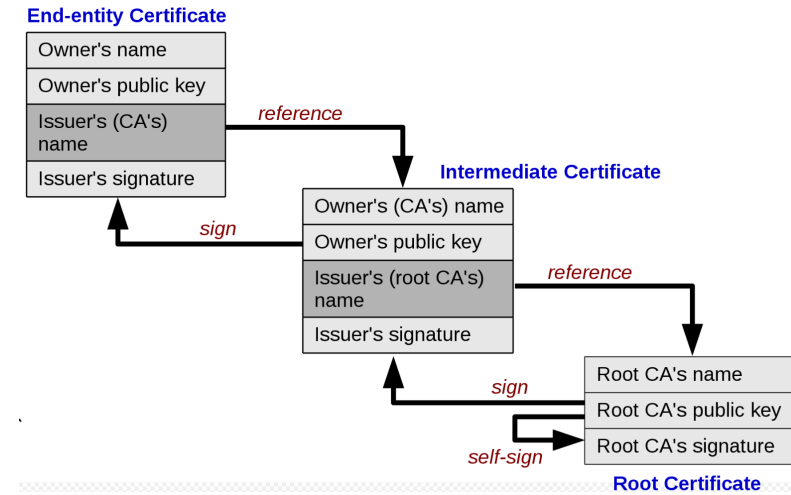 End-entity Certificate
Owner's name
Owner's public key
Issuer's (CA's)
name
Issuer's signature
reference
sign
Intermediate Certificate
Owner's (CA's) name
Owner's public key
Issuer's (root CA's)
name
Issuer's signature
reference
sign
self-sign
Root CA's name
Root CA's public key
Root CA's signature
Root Certificate